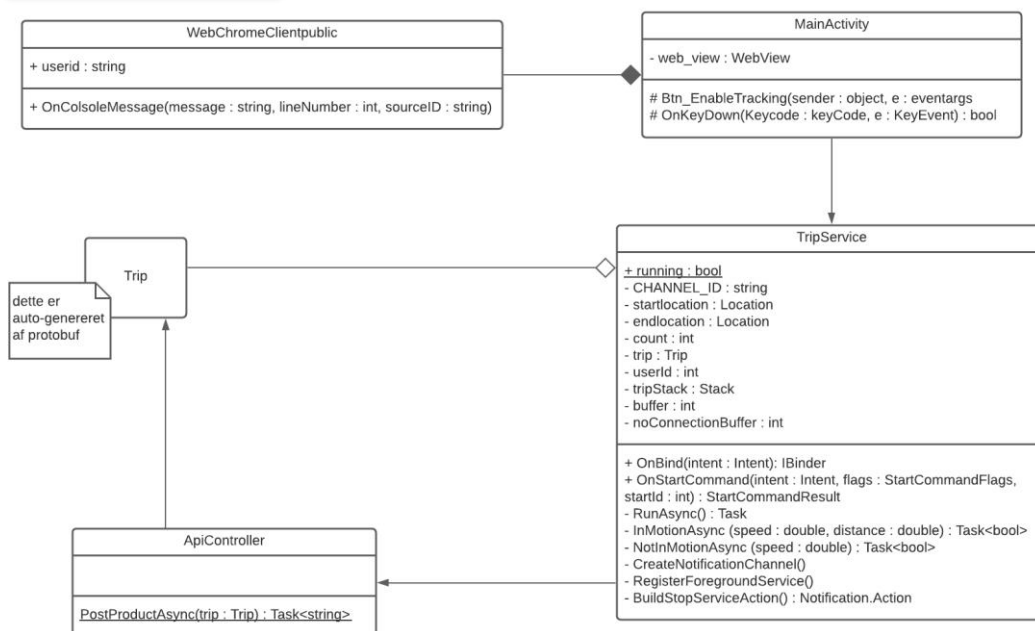 WebChromeClientpublic
+ userid : string
+ OnColsoleMessage(message : string, lineNumber : int, sourceID : string)
MainActivity
- web_view : WebView
# Btn_EnableTracking(sender : object, e : eventargs
# OnKeyDown(Keycode : keyCode, e : KeyEvent) : bool
Trip
dette er
auto-genereret
af protobuf
TripService
+ running : bool
- CHANNEL_ID : string
- startlocation : Location
- endlocation : Location
- count : int
- trip : Trip
- userId : int
- tripStack : Stack
- buffer : int
- noConnectionBuffer : int
+ OnBind(intent : Intent): IBinder
+ OnStartCommand(intent : Intent, flags : StartCommandFlags,
startId : int) : StartCommandResult
- RunAsync() : Task
- InMotionAsync (speed : double, distance : double) : Task<bool>
- NotInMotionAsync (speed : double) : Task<bool>
- CreateNotificationChannel()
- RegisterForegroundService()
- BuildStopServiceAction() : Notification.Action
ApiController
PostProductAsync(trip : Trip) : Task<string>